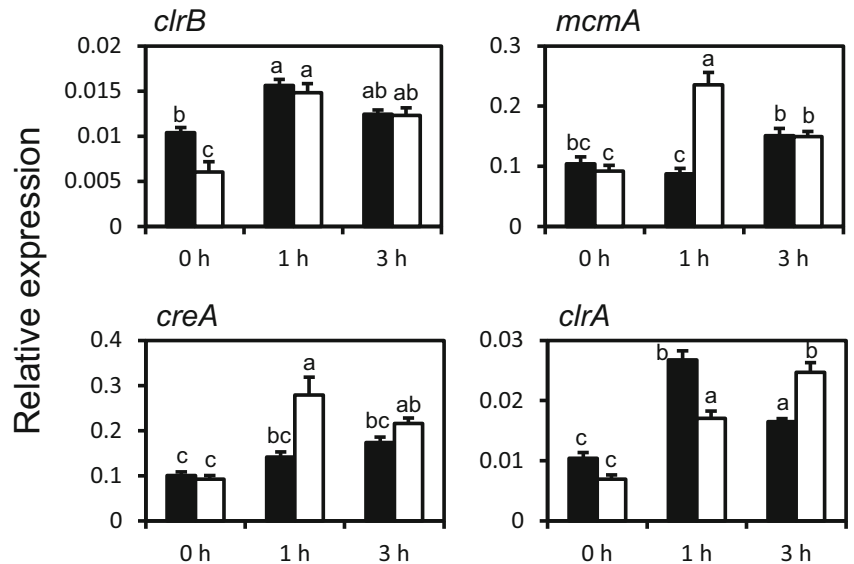 Relative expression
clrB
0.02
0.015
0.01
0.005
0
b
c
a
a
ab
ab
0 h
1 h
3 h
mcmA
0.3
0.2
0.1
0
bc
c
c
a
b
b
0 h
1 h
3 h
creA
0.4
0.3
0.2
0.1
0
c
c
bc
a
bc
ab
0 h
1 h
3 h
clrA
0.03
0.02
0.01
0
c
c
b
a
a
b
0 h
1 h
3 h